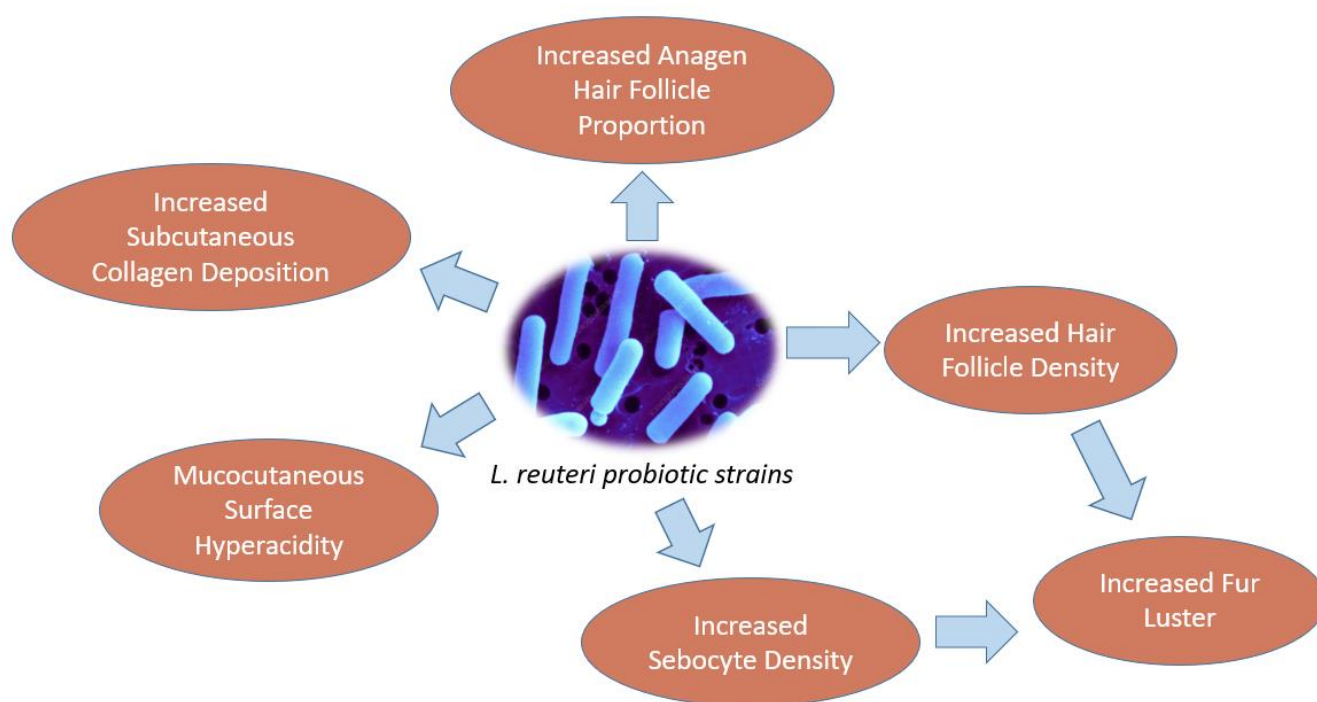 Increased Anagen
Hair Follicle
Proportion
Increased
Subcutaneous
Collagen Deposition
Increased Hair
Follicle Density
L. reuteri probiotic strains
Mucocutaneous
Surface
Hyperacidity
Increased Fur
Luster
Increased
Sebocyte Density